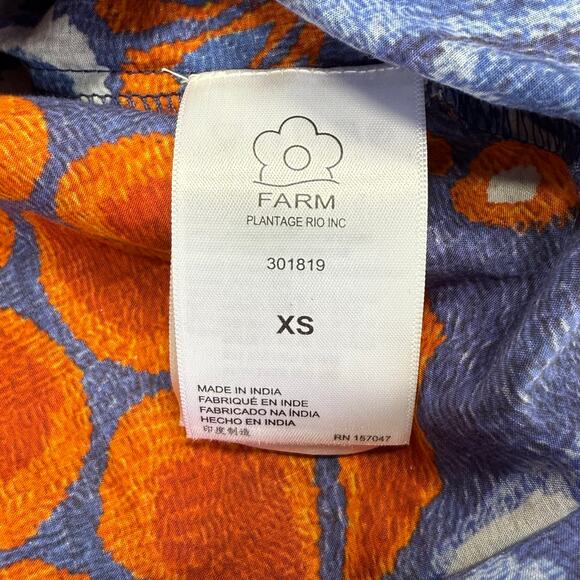 FARM
PLANTAGE RIO INC
301819
XS
MADE IN INDIA
FABRIQUÉ EN INDE
FABRICADO NA ÍNDIA
HECHO EN INDIA
印度制造
RN 157047